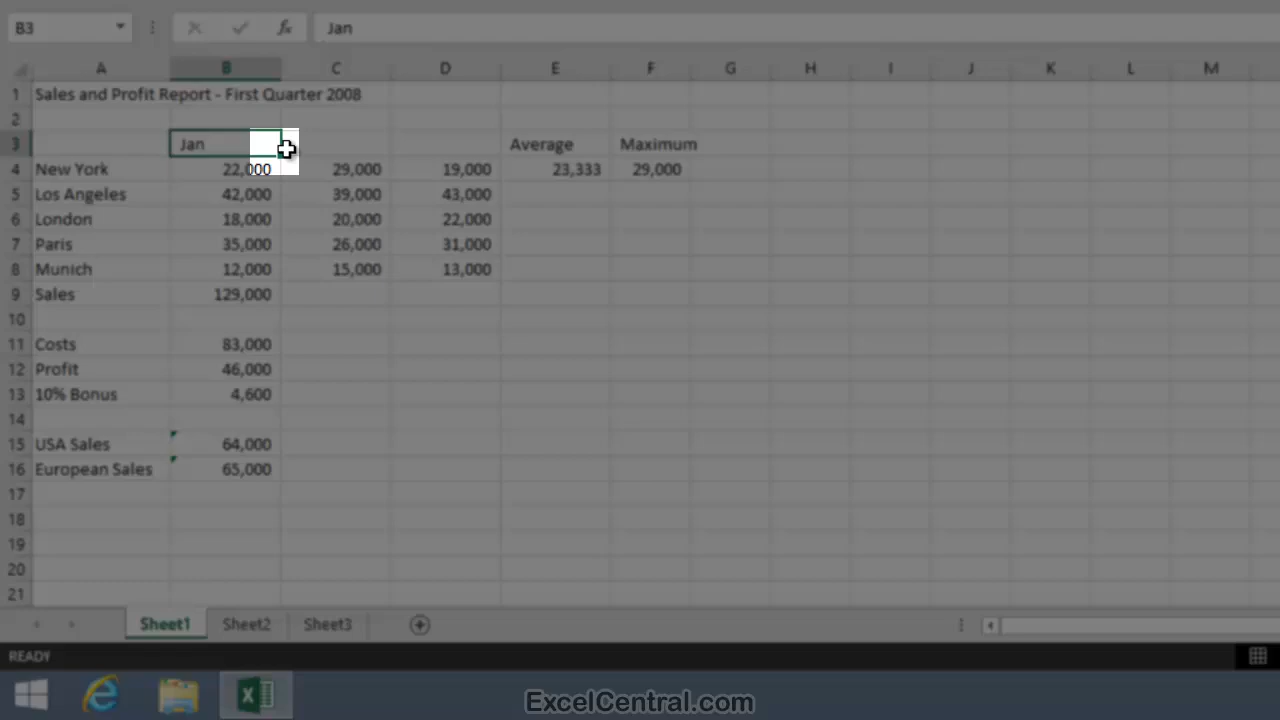 B3 fx Jan
A B C D E F G H I J K L M
1 Sales and Profit Report - First Quarter 2008
2
3 Jan Average Maximum
4 New York 22,000 29,000 19,000 23,333 29,000
5 Los Angeles 42,000 39,000 43,000
6 London 18,000 20,000 22,000
7 Paris 35,000 26,000 31,000
8 Munich 12,000 15,000 13,000
9 Sales 129,000
10
11 Costs 83,000
12 Profit 46,000
13 10% Bonus 4,600
14
15 USA Sales 64,000
16 European Sales 65,000
17
18
19
20
21
Sheet1 Sheet2 Sheet3
READY
ExcelCentral.com